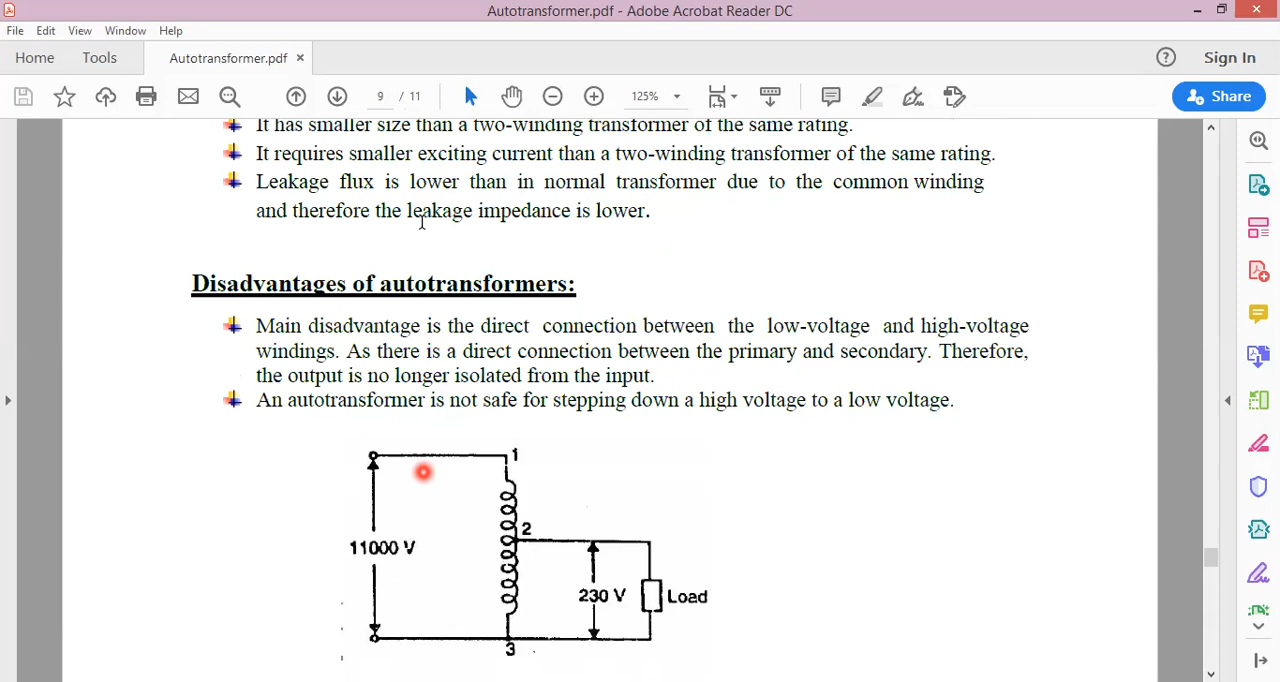 Autotransformer.pdf - Adobe Acrobat Reader DC
File Edit View Window Help
Home Tools Autotransformer.pdf × Sign In
9 / 11 125% Share
It has smaller size than a two-winding transformer of the same rating.
It requires smaller exciting current than a two-winding transformer of the same rating.
Leakage flux is lower than in normal transformer due to the common winding
and therefore the leakage impedance is lower.
Disadvantages of autotransformers:
Main disadvantage is the direct connection between the low-voltage and high-voltage
windings. As there is a direct connection between the primary and secondary. Therefore,
the output is no longer isolated from the input.
An autotransformer is not safe for stepping down a high voltage to a low voltage.
1
2
11000 V
230 V Load
3